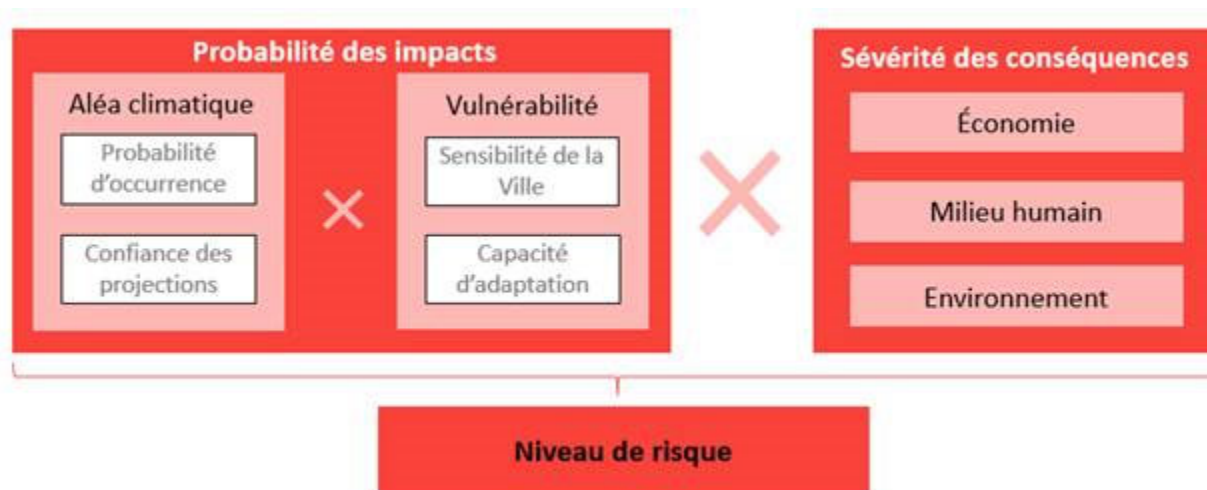 Probabilité des impacts
Aléa climatique
Probabilité
d'occurrence
Confiance des
projections
×
Vulnérabilité
Sensibilité de la
Ville
Capacité
d'adaptation
×
Sévérité des conséquences
Économie
Milieu humain
Environnement
Niveau de risque